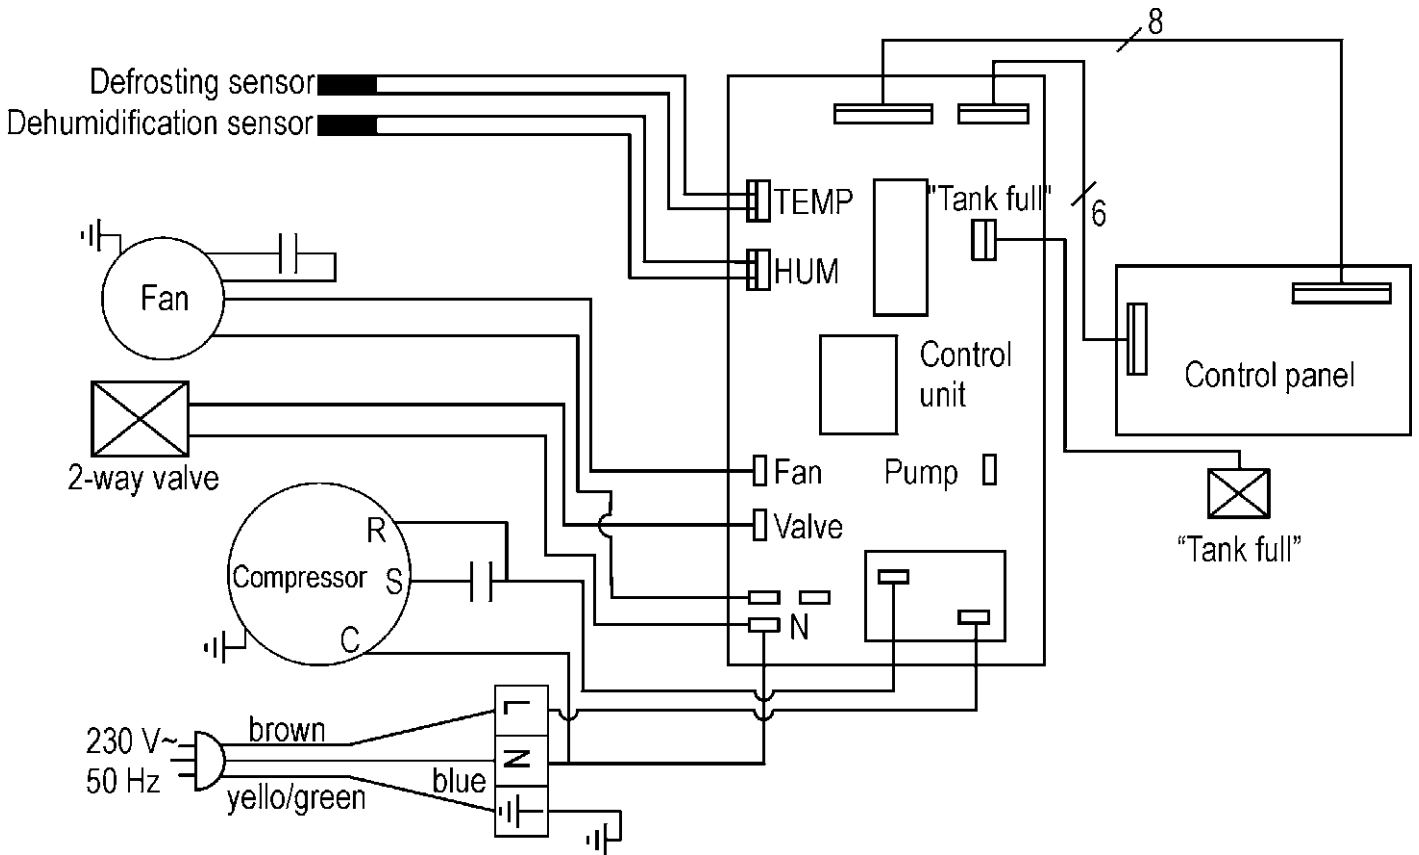 8
Defrosting sensor
Dehumidification sensor
TEMP
"Tank full"
6
HUM
Fan
Control
unit
Control panel
2-way valve
Fan
Pump
Valve
R
Compressor
S
C
N
"Tank full"
L
brown
230 V~
N
50 Hz
blue
yello/green